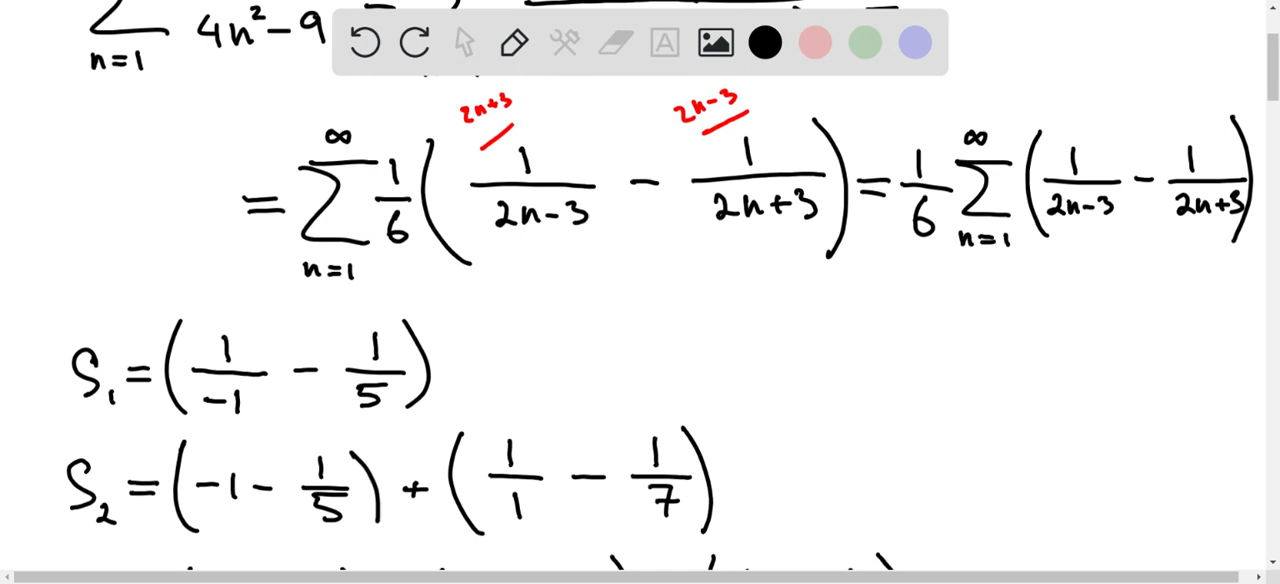 ∑ 4n² − 9
n=1
2n+3 2n−3
∞ ∞
= ∑ 1/6 ( 1/(2n−3) − 1/(2n+3) ) = 1/6 ∑ ( 1/(2n−3) − 1/(2n+3) )
n=1 n=1
S₁ = ( 1/−1 − 1/5 )
S₂ = ( −1 − 1/5 ) + ( 1/1 − 1/7 )